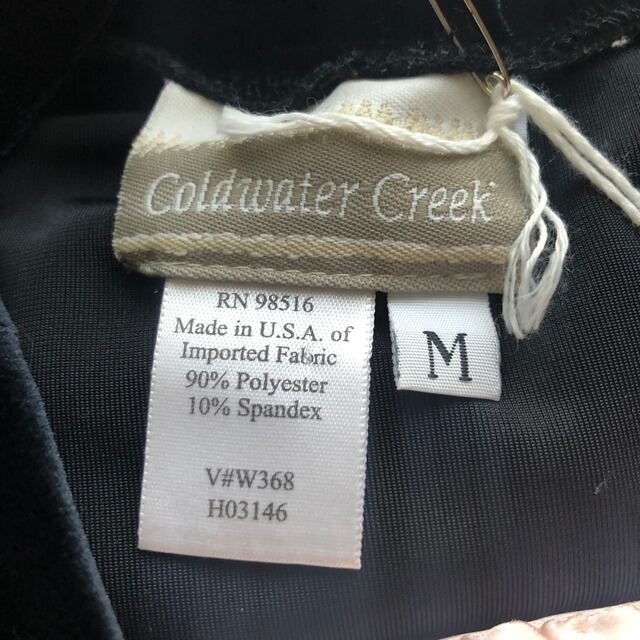 Coldwater Creek
RN 98516
Made in U.S.A. of
Imported Fabric
90% Polyester
10% Spandex
V#W368
H03146
M